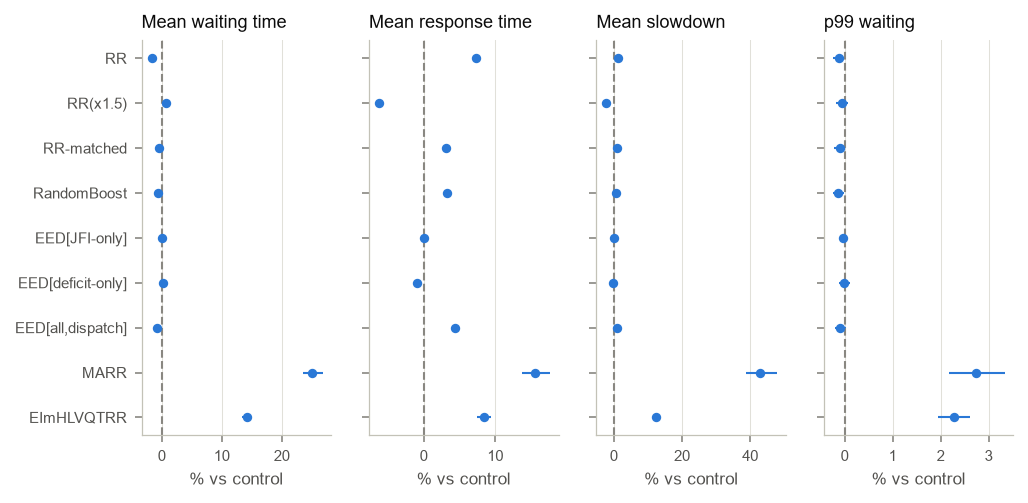 Mean waiting time
Mean response time
Mean slowdown
p99 waiting
RR
RR(x1.5)
RR-matched
RandomBoost
EED[JFI-only]
EED[deficit-only]
EED[all,dispatch]
MARR
EImHLVQTRR
0 10 20
0 10
0 20 40
0 1 2 3
% vs control
% vs control
% vs control
% vs control